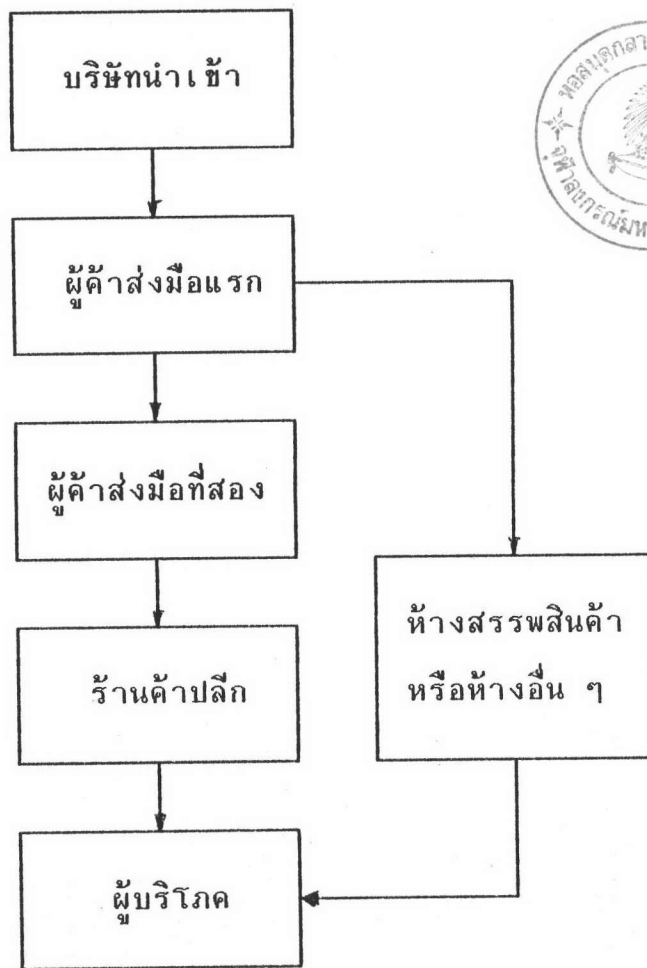 บริษัทนำเข้า
ผู้ค้าส่งมือแรก
ผู้ค้าส่งมือที่สอง
ห้างสรรพสินค้า
หรือห้างอื่น ๆ
ร้านค้าปลีก
ผู้บริโภค